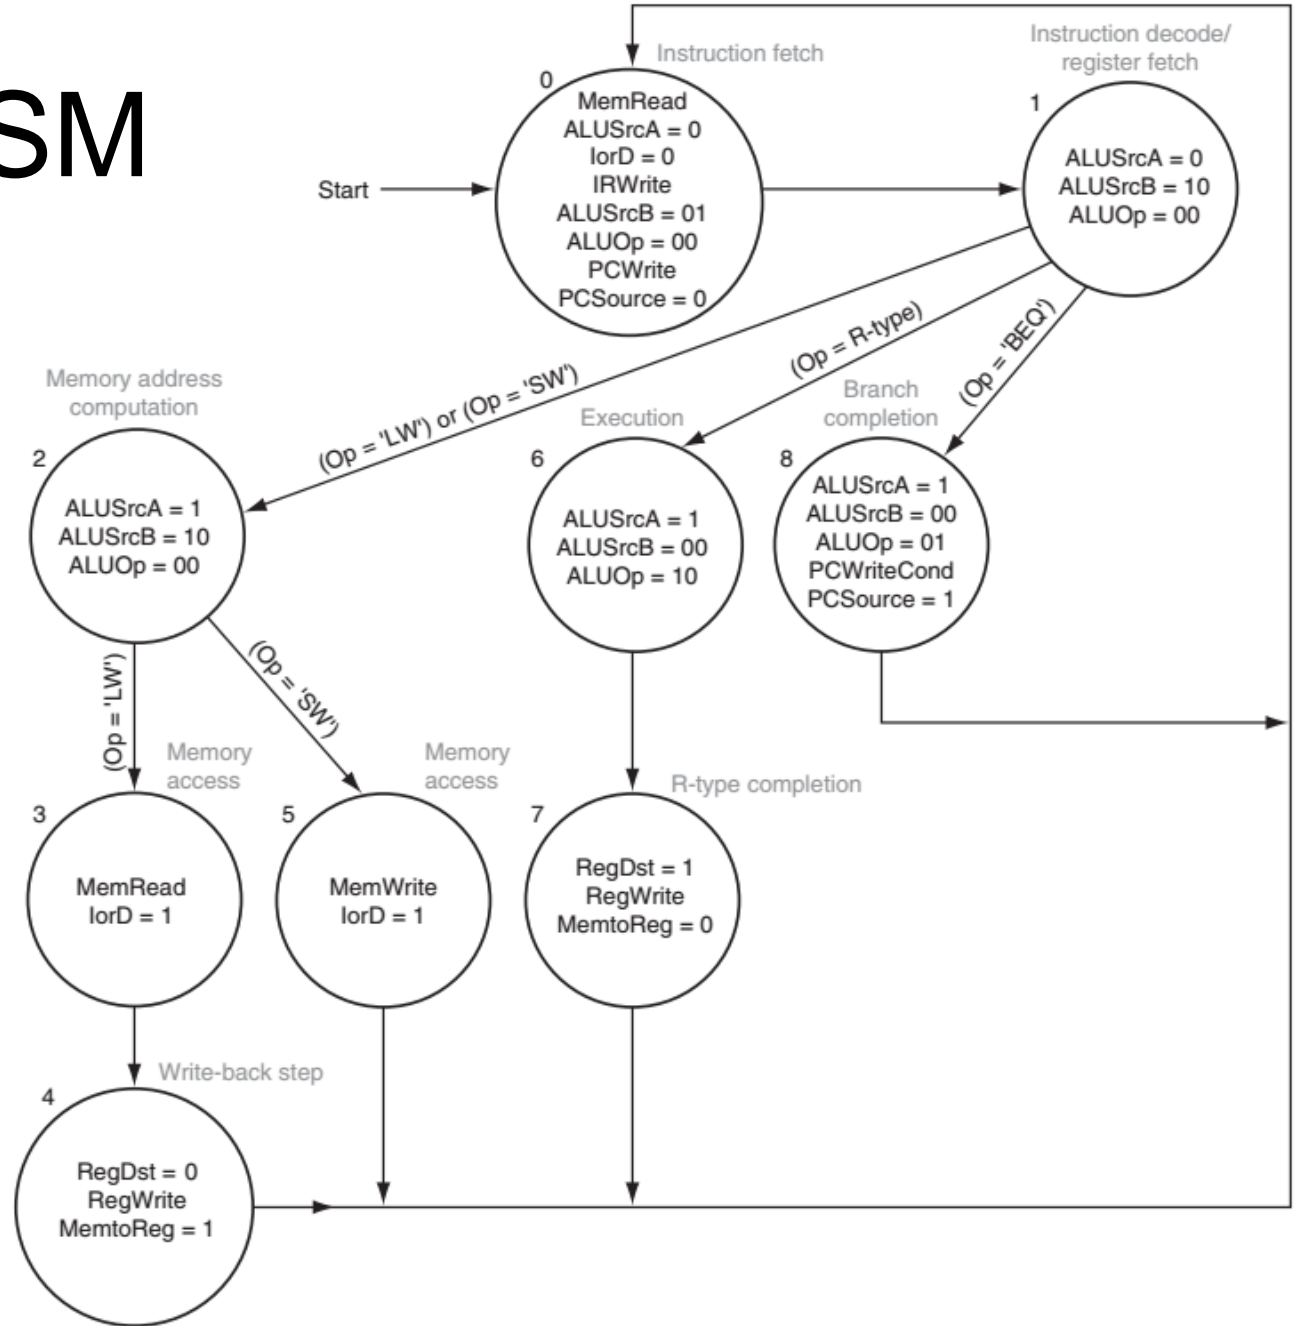 SM
Instruction fetch
0
MemRead
ALUSrcA = 0
IorD = 0
IRWrite
ALUSrcB = 01
ALUOp = 00
PCWrite
PCSource = 0
Start
Instruction decode/
register fetch
1
ALUSrcA = 0
ALUSrcB = 10
ALUOp = 00
(Op = 'LW') or (Op = 'SW')
(Op = R-type)
(Op = 'BEQ')
Memory address
computation
2
ALUSrcA = 1
ALUSrcB = 10
ALUOp = 00
Execution
6
ALUSrcA = 1
ALUSrcB = 00
ALUOp = 10
Branch
completion
8
ALUSrcA = 1
ALUSrcB = 00
ALUOp = 01
PCWriteCond
PCSource = 1
(Op = 'LW')
(Op = 'SW')
Memory
access
3
MemRead
IorD = 1
Memory
access
5
MemWrite
IorD = 1
R-type completion
7
RegDst = 1
RegWrite
MemtoReg = 0
Write-back step
4
RegDst = 0
RegWrite
MemtoReg = 1